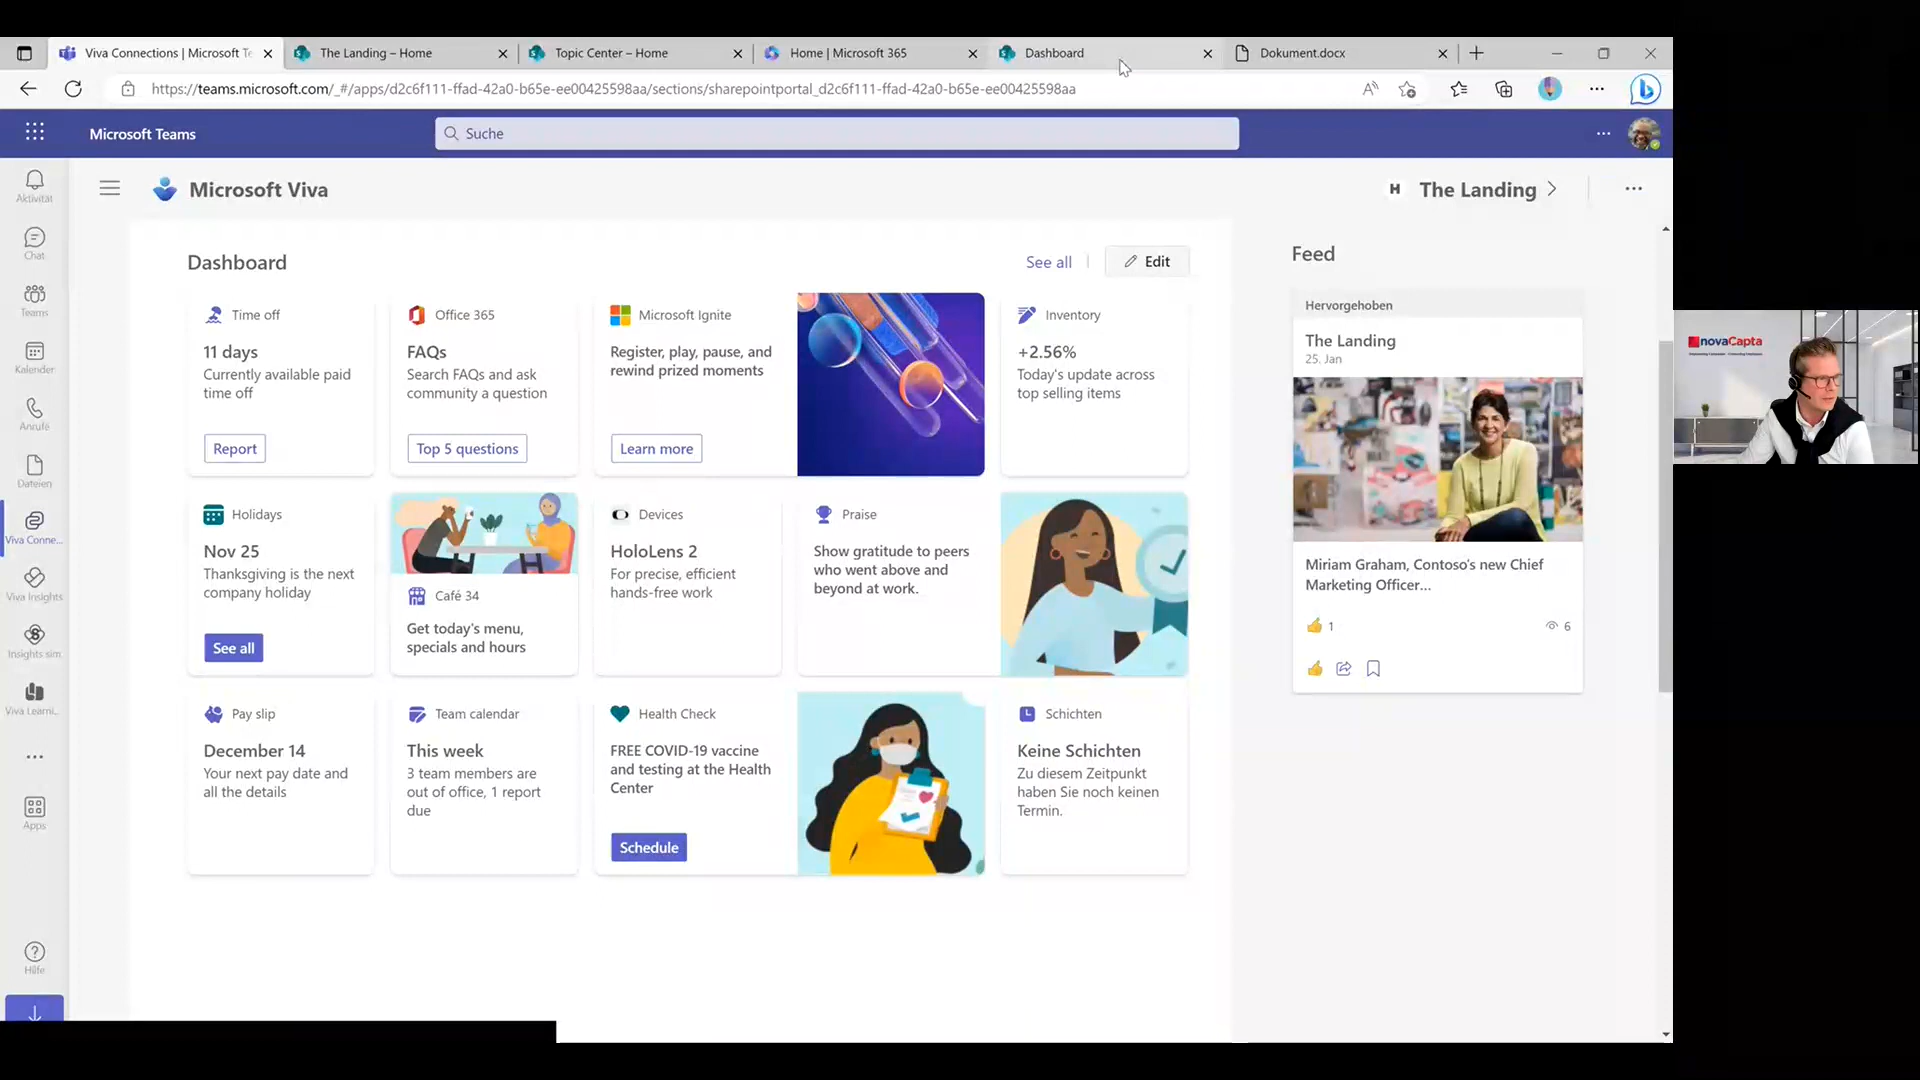 Viva Connections | Microsoft Te
The Landing – Home
Topic Center – Home
Home | Microsoft 365
Dashboard
Dokument.docx
https://teams.microsoft.com/_#/apps/d2c6f111-ffad-42a0-b65e-ee00425598aa/sections/sharepointportal_d2c6f111-ffad-42a0-b65e-ee00425598aa
Microsoft Teams
Suche
Aktivität
Chat
Teams
Kalender
Anrufe
Dateien
Viva Conne...
Viva Insights
Insights sim
Viva Learni...
Apps
Hilfe
Microsoft Viva
H The Landing
Dashboard
See all
Edit
Time off
11 days
Currently available paid
time off
Report
Office 365
FAQs
Search FAQs and ask
community a question
Top 5 questions
Microsoft Ignite
Register, play, pause, and
rewind prized moments
Learn more
Inventory
+2.56%
Today's update across
top selling items
Holidays
Nov 25
Thanksgiving is the next
company holiday
See all
Café 34
Get today's menu,
specials and hours
Devices
HoloLens 2
For precise, efficient
hands-free work
Praise
Show gratitude to peers
who went above and
beyond at work.
Pay slip
December 14
Your next pay date and
all the details
Team calendar
This week
3 team members are
out of office, 1 report
due
Health Check
FREE COVID-19 vaccine
and testing at the Health
Center
Schedule
Schichten
Keine Schichten
Zu diesem Zeitpunkt
haben Sie noch keinen
Termin.
Feed
Hervorgehoben
The Landing
25. Jan
Miriam Graham, Contoso's new Chief
Marketing Officer...
1
6
novaCapta